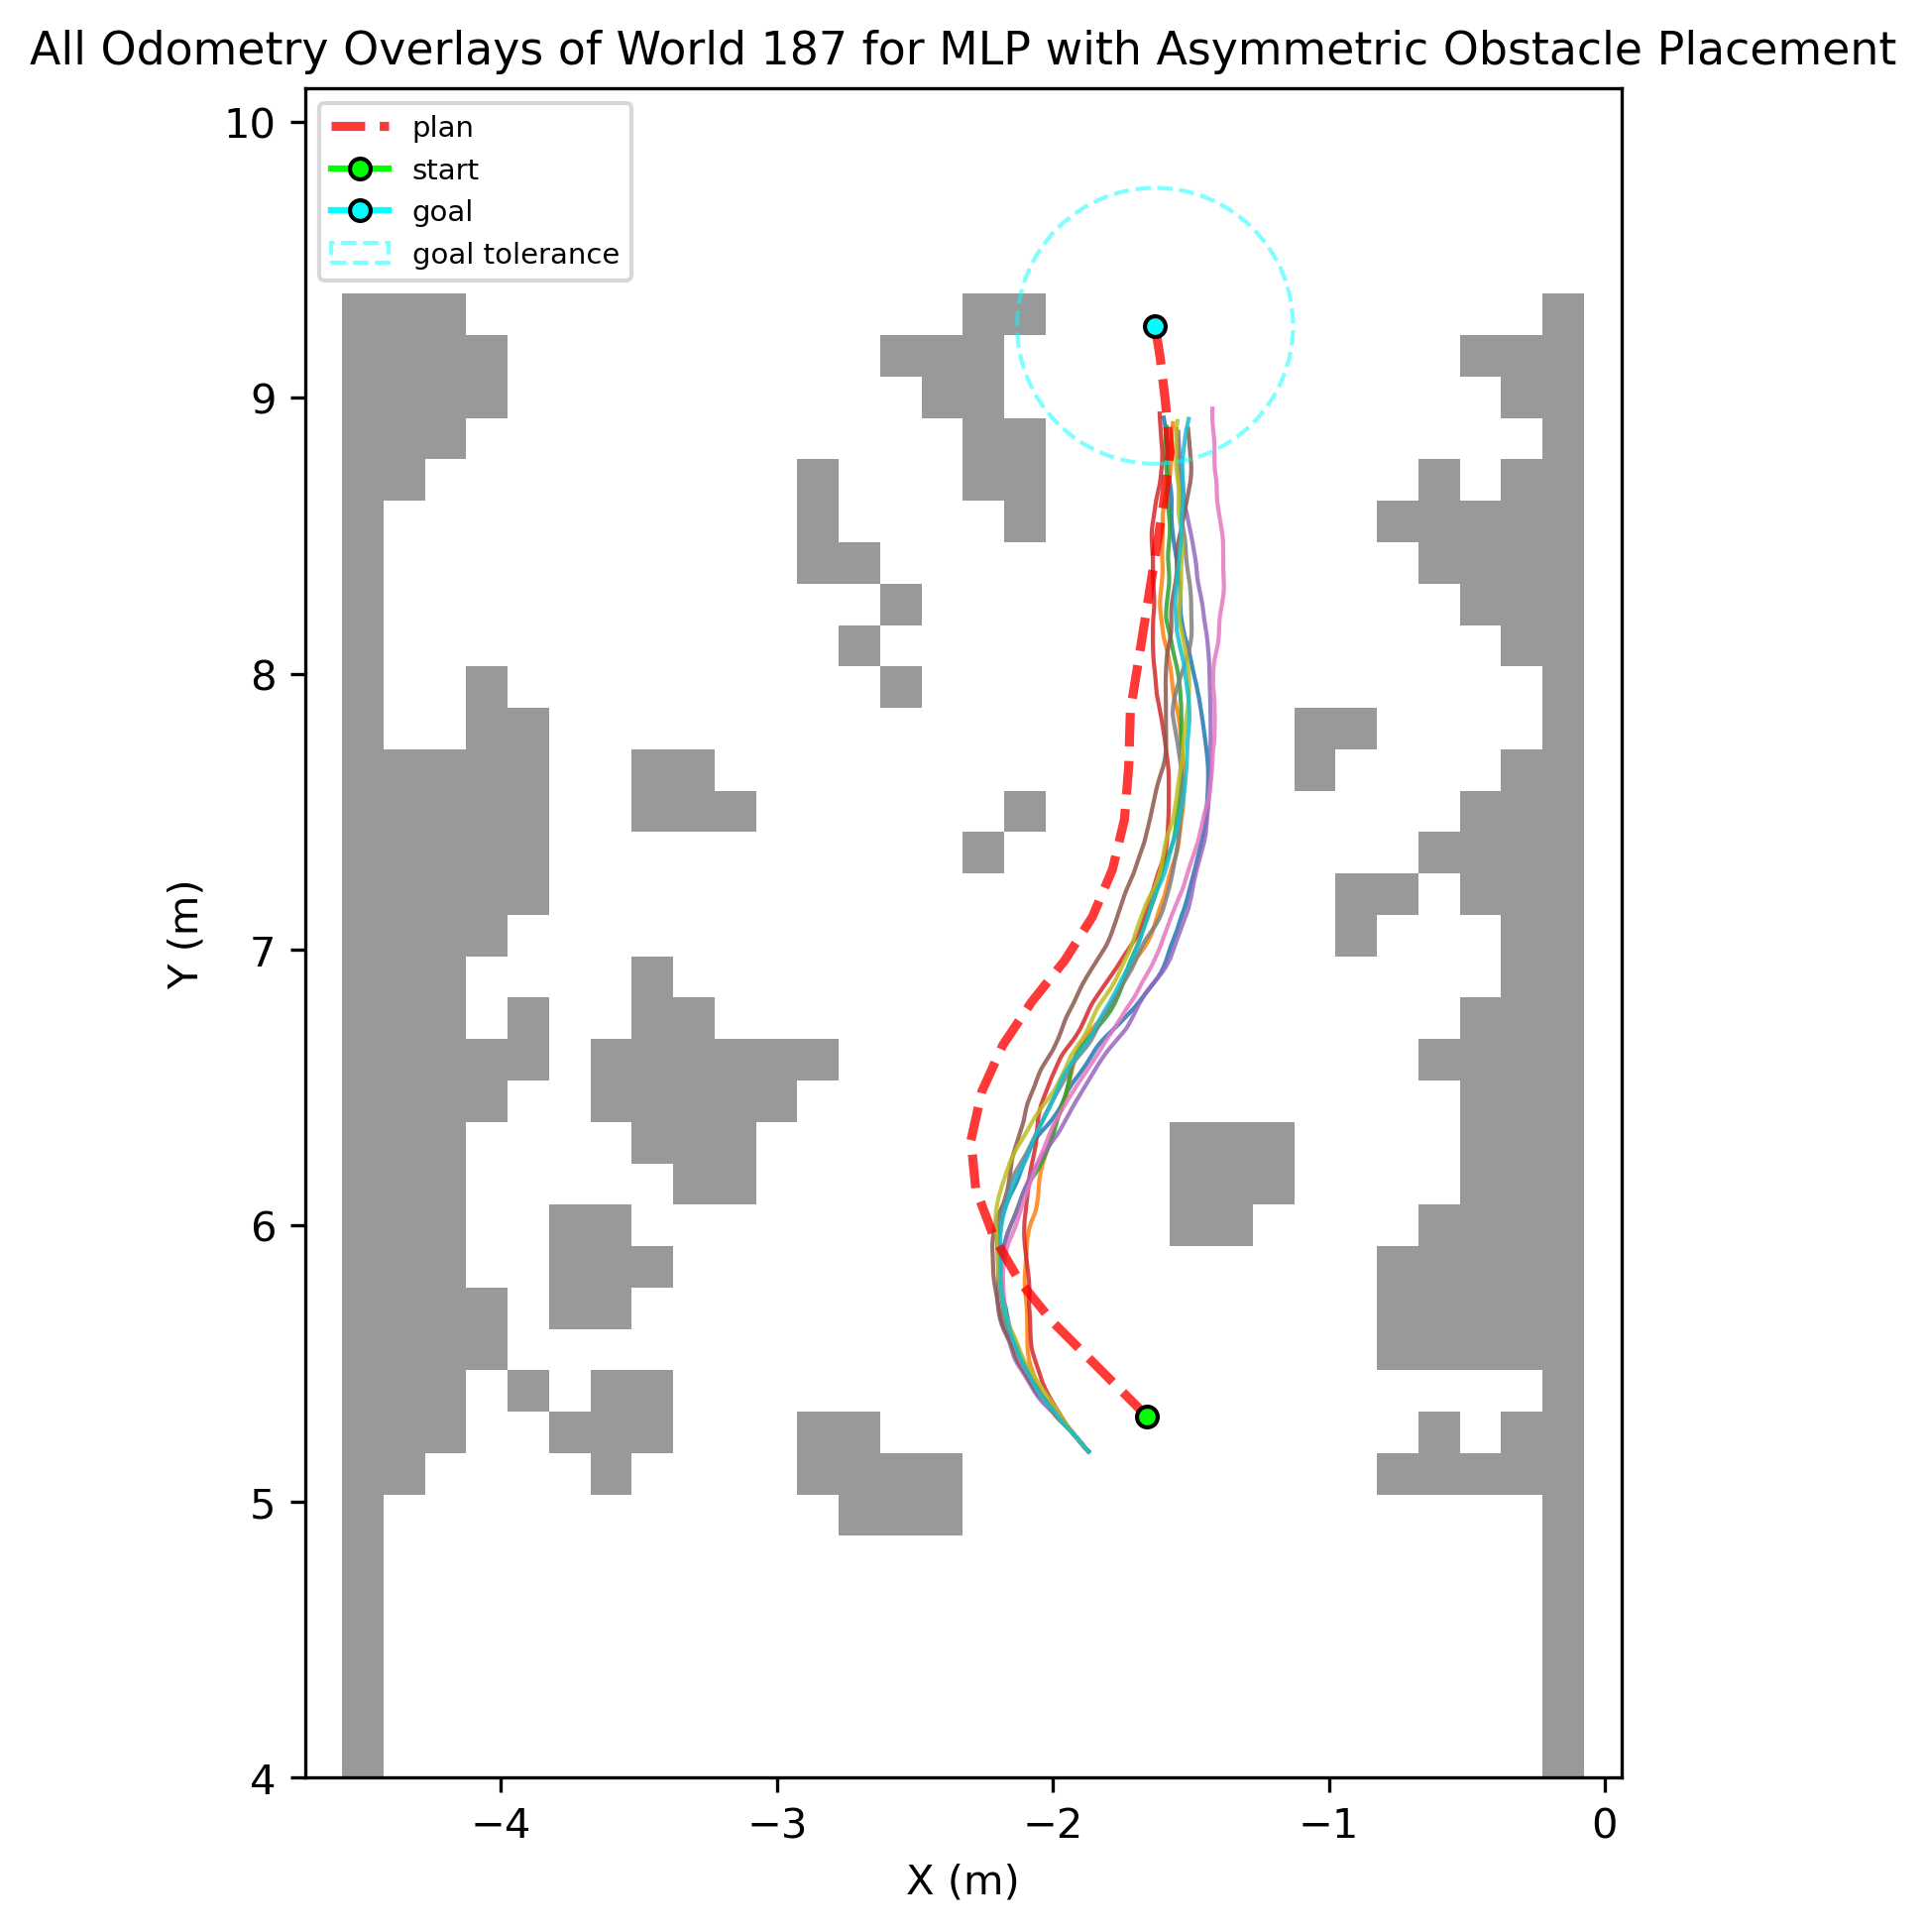 All Odometry Overlays of World 187 for MLP with Asymmetric Obstacle Placement
plan
start
goal
goal tolerance
10
9
8
7
6
5
4
Y (m)
−4
−3
−2
−1
0
X (m)